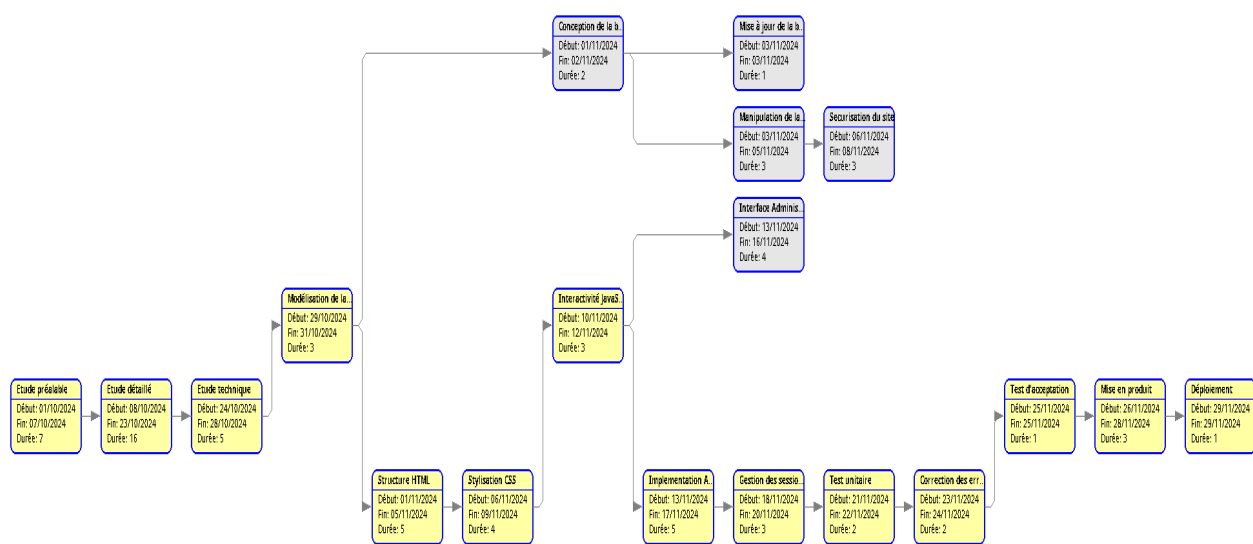 Conception de la b...
Début: 01/11/2024
Fin: 02/11/2024
Durée: 2
Mise à jour de la b...
Début: 03/11/2024
Fin: 03/11/2024
Durée: 1
Manipulation de la...
Début: 03/11/2024
Fin: 05/11/2024
Durée: 3
Securisation du site
Début: 06/11/2024
Fin: 08/11/2024
Durée: 3
Interface Adminis...
Début: 13/11/2024
Fin: 16/11/2024
Durée: 4
Modélisation de la...
Début: 29/10/2024
Fin: 31/10/2024
Durée: 3
Interactivité JavaS...
Début: 10/11/2024
Fin: 12/11/2024
Durée: 3
Etude préalable
Début: 01/10/2024
Fin: 07/10/2024
Durée: 7
Etude détaillé
Début: 08/10/2024
Fin: 23/10/2024
Durée: 16
Etude technique
Début: 24/10/2024
Fin: 28/10/2024
Durée: 5
Test d'acceptation
Début: 25/11/2024
Fin: 25/11/2024
Durée: 1
Mise en produit
Début: 26/11/2024
Fin: 28/11/2024
Durée: 3
Déploiement
Début: 29/11/2024
Fin: 29/11/2024
Durée: 1
Structure HTML
Début: 01/11/2024
Fin: 05/11/2024
Durée: 5
Stylisation CSS
Début: 06/11/2024
Fin: 09/11/2024
Durée: 4
Implementation A...
Début: 13/11/2024
Fin: 17/11/2024
Durée: 5
Gestion des sessio...
Début: 18/11/2024
Fin: 20/11/2024
Durée: 3
Test unitaire
Début: 21/11/2024
Fin: 22/11/2024
Durée: 2
Correction des err...
Début: 23/11/2024
Fin: 24/11/2024
Durée: 2